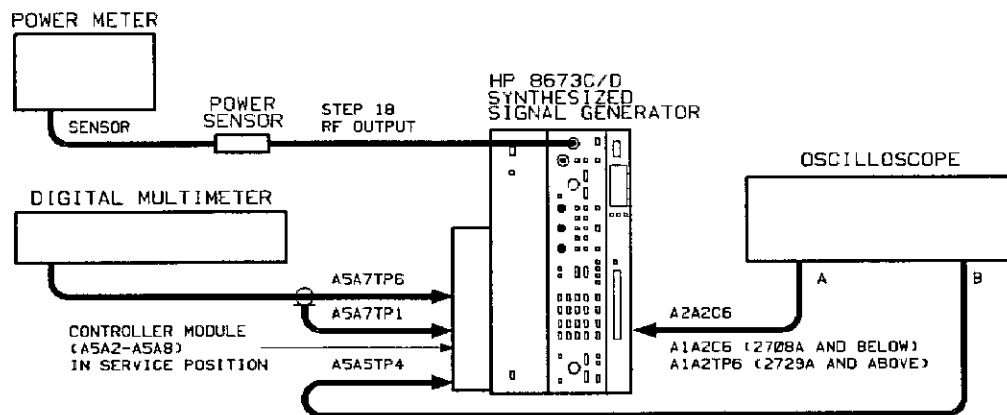 POWER METER
SENSOR
POWER
SENSOR
STEP 18
RF OUTPUT
HP 8673C/D
SYNTHESIZED
SIGNAL GENERATOR
OSCILLOSCOPE
A
B
DIGITAL MULTIMETER
A5A7TP6
A5A7TP1
CONTROLLER MODULE
(A5A2-A5A8)
IN SERVICE POSITION
A5A5TP4
A2A2C6
A1A2C6 (2708A AND BELOW)
A1A2TP6 (2729A AND ABOVE)